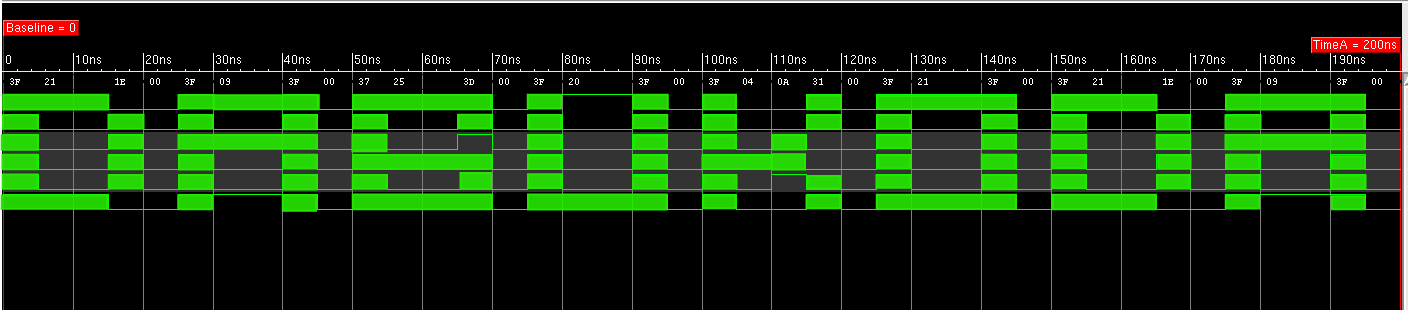 Baseline = 0
TimeA = 200ns
0 10ns 20ns 30ns 40ns 50ns 60ns 70ns 80ns 90ns 100ns 110ns 120ns 130ns 140ns 150ns 160ns 170ns 180ns 190ns
3F 21 1E 00 3F 09 3F 00 37 25 3D 00 3F 20 3F 00 3F 04 0A 31 00 3F 21 3F 00 3F 21 1E 00 3F 09 3F 00
DASUKODA